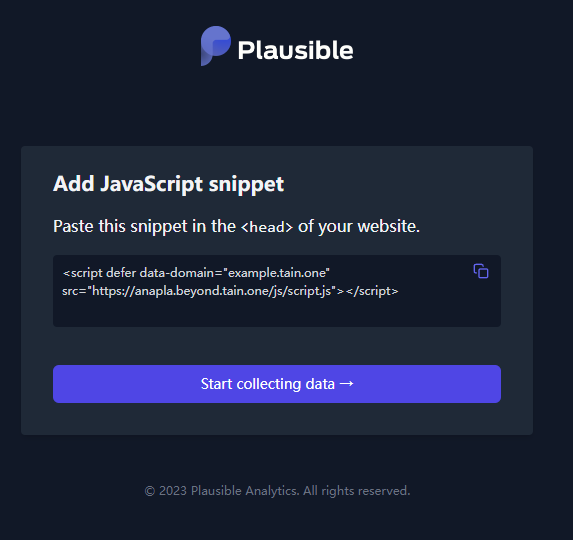 Plausible
Add JavaScript snippet
Paste this snippet in the <head> of your website.
<script defer data-domain="example.tain.one"
src="https://anapla.beyond.tain.one/js/script.js"></script>
Start collecting data →
© 2023 Plausible Analytics. All rights reserved.